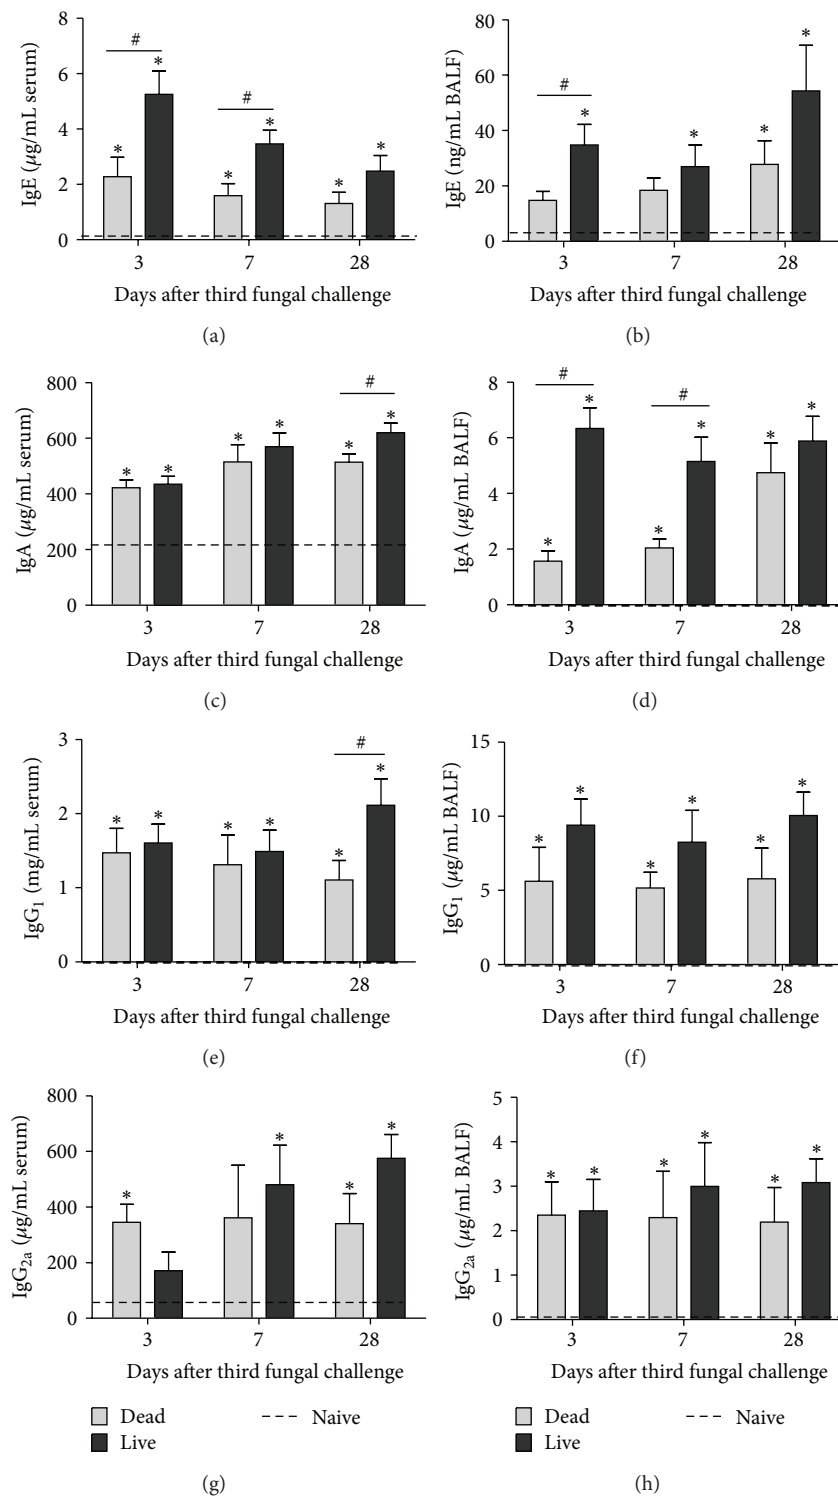 8
6
4
2
0
IgE (μg/mL serum)
#
*
*
#
*
*
*
*
3 7 28
Days after third fungal challenge
(a)
80
60
40
20
0
IgE (ng/mL BALF)
#
*
*
*
3 7 28
Days after third fungal challenge
(b)
800
600
400
200
0
IgA (μg/mL serum)
* *
* *
#
* *
3 7 28
Days after third fungal challenge
(c)
8
6
4
2
0
IgA (μg/mL BALF)
#
*
*
#
*
*
* *
3 7 28
Days after third fungal challenge
(d)
3
2
1
0
IgG1 (mg/mL serum)
* *
* *
#
*
*
3 7 28
Days after third fungal challenge
(e)
15
10
5
0
IgG1 (μg/mL BALF)
* *
* *
* *
3 7 28
Days after third fungal challenge
(f)
800
600
400
200
0
IgG2a (μg/mL serum)
*
*
* *
3 7 28
Days after third fungal challenge
Dead
Live
Naive
(g)
5
4
3
2
1
0
IgG2a (μg/mL BALF)
* *
* *
* *
3 7 28
Days after third fungal challenge
Dead
Live
Naive
(h)